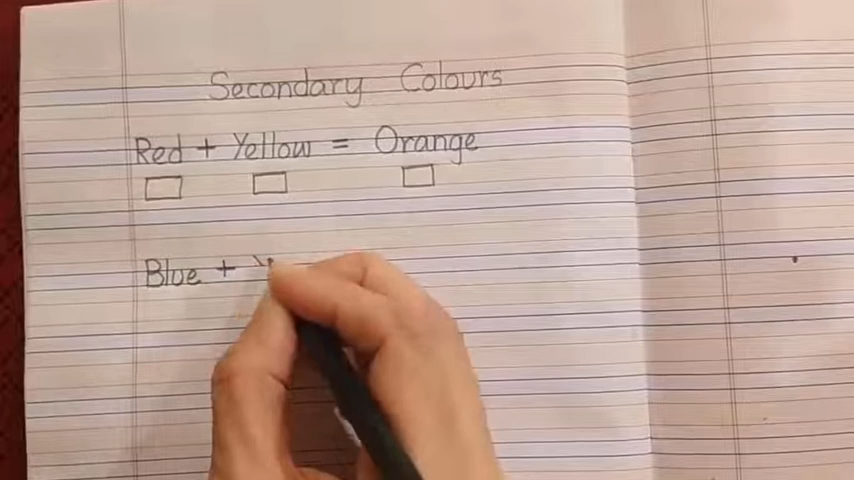 Secondary Colours
Red + Yellow = Orange
Blue +